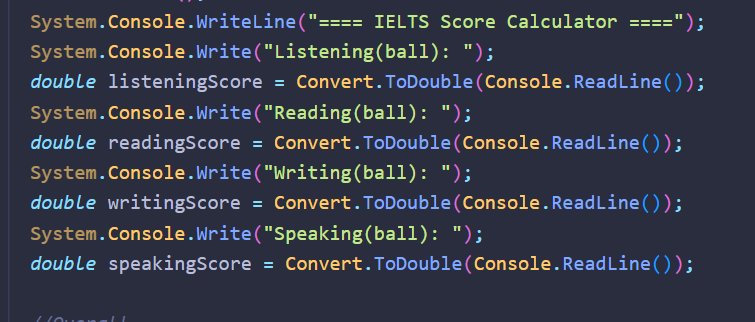 System.Console.WriteLine("==== IELTS Score Calculator ====");
System.Console.Write("Listening(ball): ");
double listeningScore = Convert.ToDouble(Console.ReadLine());
System.Console.Write("Reading(ball): ");
double readingScore = Convert.ToDouble(Console.ReadLine());
System.Console.Write("Writing(ball): ");
double writingScore = Convert.ToDouble(Console.ReadLine());
System.Console.Write("Speaking(ball): ");
double speakingScore = Convert.ToDouble(Console.ReadLine());